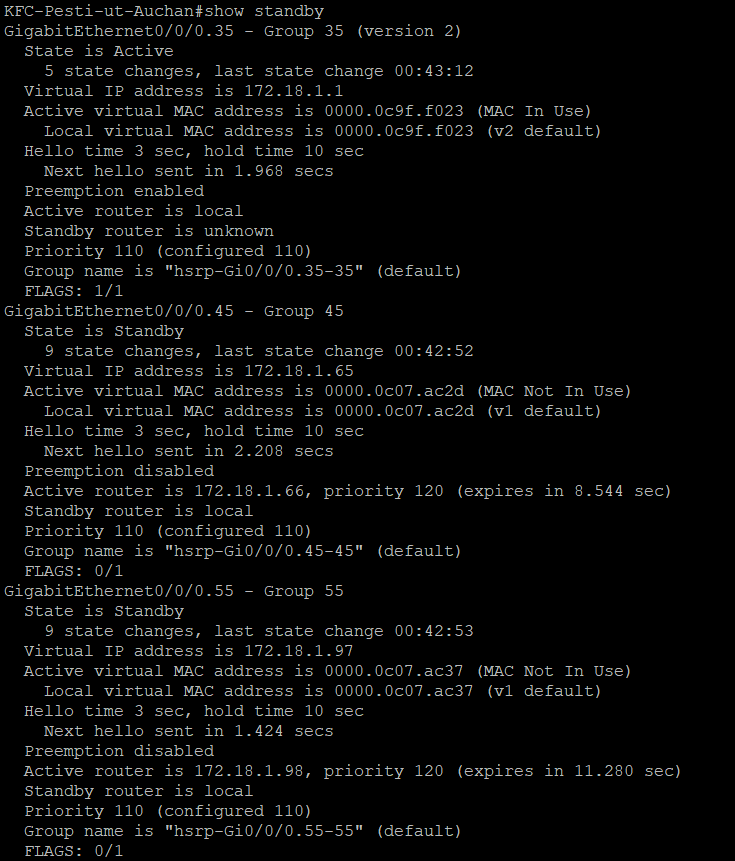 KFC-Pesti-ut-Auchan#show standby
GigabitEthernet0/0/0.35 - Group 35 (version 2)
  State is Active
    5 state changes, last state change 00:43:12
  Virtual IP address is 172.18.1.1
  Active virtual MAC address is 0000.0c9f.f023 (MAC In Use)
    Local virtual MAC address is 0000.0c9f.f023 (v2 default)
  Hello time 3 sec, hold time 10 sec
    Next hello sent in 1.968 secs
  Preemption enabled
  Active router is local
  Standby router is unknown
  Priority 110 (configured 110)
  Group name is "hsrp-Gi0/0/0.35-35" (default)
  FLAGS: 1/1
GigabitEthernet0/0/0.45 - Group 45
  State is Standby
    9 state changes, last state change 00:42:52
  Virtual IP address is 172.18.1.65
  Active virtual MAC address is 0000.0c07.ac2d (MAC Not In Use)
    Local virtual MAC address is 0000.0c07.ac2d (v1 default)
  Hello time 3 sec, hold time 10 sec
    Next hello sent in 2.208 secs
  Preemption disabled
  Active router is 172.18.1.66, priority 120 (expires in 8.544 sec)
  Standby router is local
  Priority 110 (configured 110)
  Group name is "hsrp-Gi0/0/0.45-45" (default)
  FLAGS: 0/1
GigabitEthernet0/0/0.55 - Group 55
  State is Standby
    9 state changes, last state change 00:42:53
  Virtual IP address is 172.18.1.97
  Active virtual MAC address is 0000.0c07.ac37 (MAC Not In Use)
    Local virtual MAC address is 0000.0c07.ac37 (v1 default)
  Hello time 3 sec, hold time 10 sec
    Next hello sent in 1.424 secs
  Preemption disabled
  Active router is 172.18.1.98, priority 120 (expires in 11.280 sec)
  Standby router is local
  Priority 110 (configured 110)
  Group name is "hsrp-Gi0/0/0.55-55" (default)
  FLAGS: 0/1